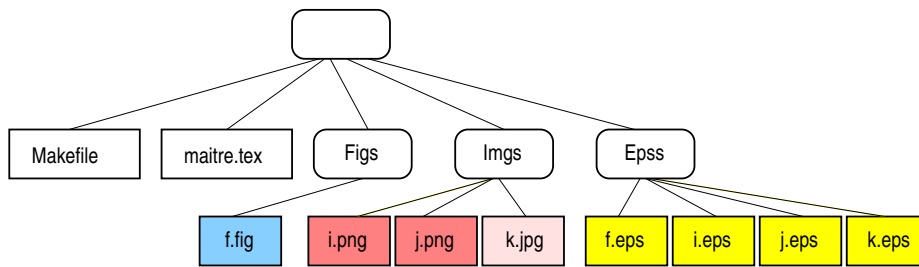 Makefile
maitre.tex
Figs
Imgs
Epss
f.fig
i.png
j.png
k.jpg
f.eps
i.eps
j.eps
k.eps